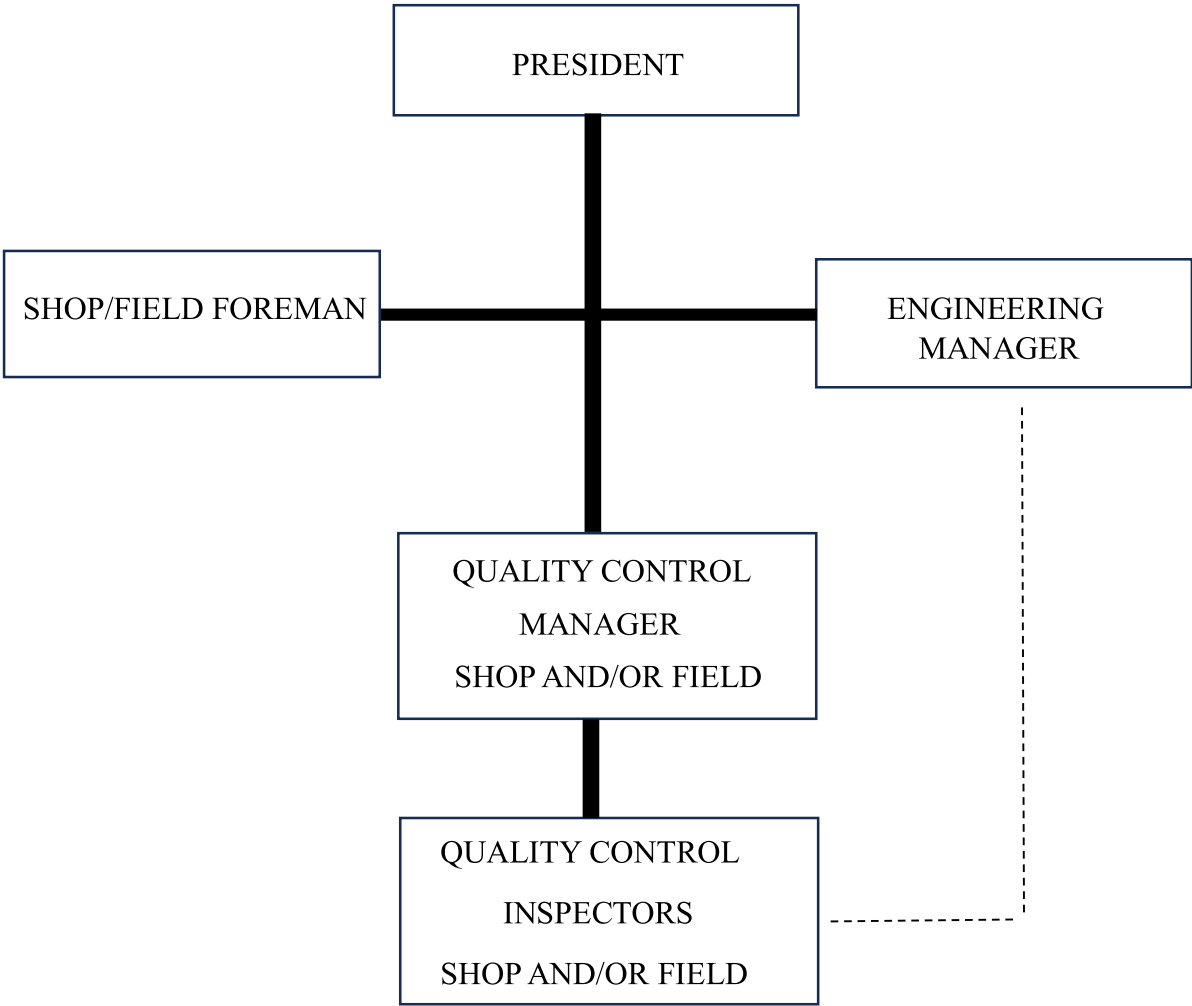 PRESIDENT
SHOP/FIELD FOREMAN
ENGINEERING
MANAGER
QUALITY CONTROL
MANAGER
SHOP AND/OR FIELD
QUALITY CONTROL
INSPECTORS
SHOP AND/OR FIELD